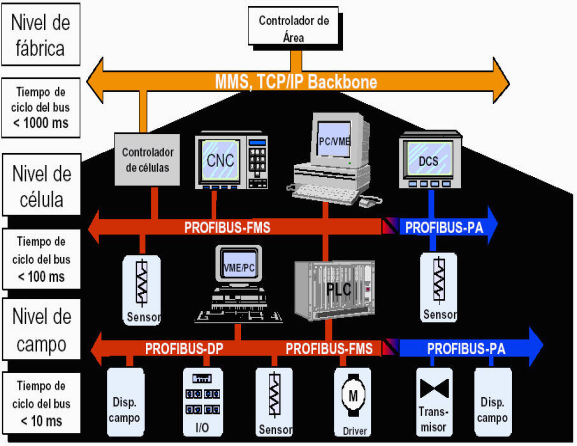 Nivel de
fábrica
Controlador de
Área
MMS, TCP/IP Backbone
Tiempo de
ciclo del bus
< 1000 ms
Controlador
de células
CNC
PC/VME
DCS
Nivel de
célula
PROFIBUS-FMS
PROFIBUS-PA
Tiempo de
ciclo del bus
< 100 ms
Sensor
VME/PC
PLC
Sensor
Nivel de
campo
PROFIBUS-DP
PROFIBUS-FMS
PROFIBUS-PA
Tiempo de
ciclo del bus
< 10 ms
Disp.
campo
I/O
Sensor
M
Driver
Trans-
misor
Disp.
campo